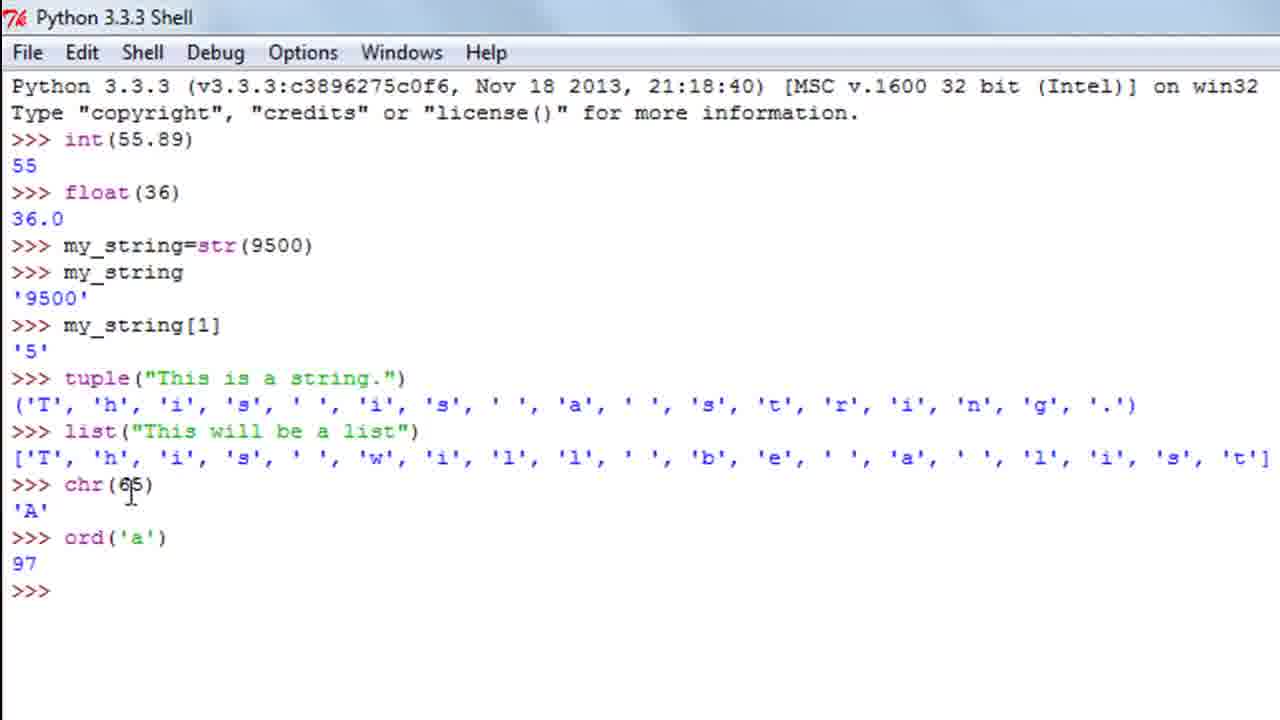 Python 3.3.3 Shell
File Edit Shell Debug Options Windows Help
Python 3.3.3 (v3.3.3:c3896275c0f6, Nov 18 2013, 21:18:40) [MSC v.1600 32 bit (Intel)] on win32
Type "copyright", "credits" or "license()" for more information.
>>> int(55.89)
55
>>> float(36)
36.0
>>> my_string=str(9500)
>>> my_string
'9500'
>>> my_string[1]
'5'
>>> tuple("This is a string.")
('T', 'h', 'i', 's', ' ', 'i', 's', ' ', 'a', ' ', 's', 't', 'r', 'i', 'n', 'g', '.')
>>> list("This will be a list")
['T', 'h', 'i', 's', ' ', 'w', 'i', 'l', 'l', ' ', 'b', 'e', ' ', 'a', ' ', 'l', 'i', 's', 't']
>>> chr(65)
'A'
>>> ord('a')
97
>>>